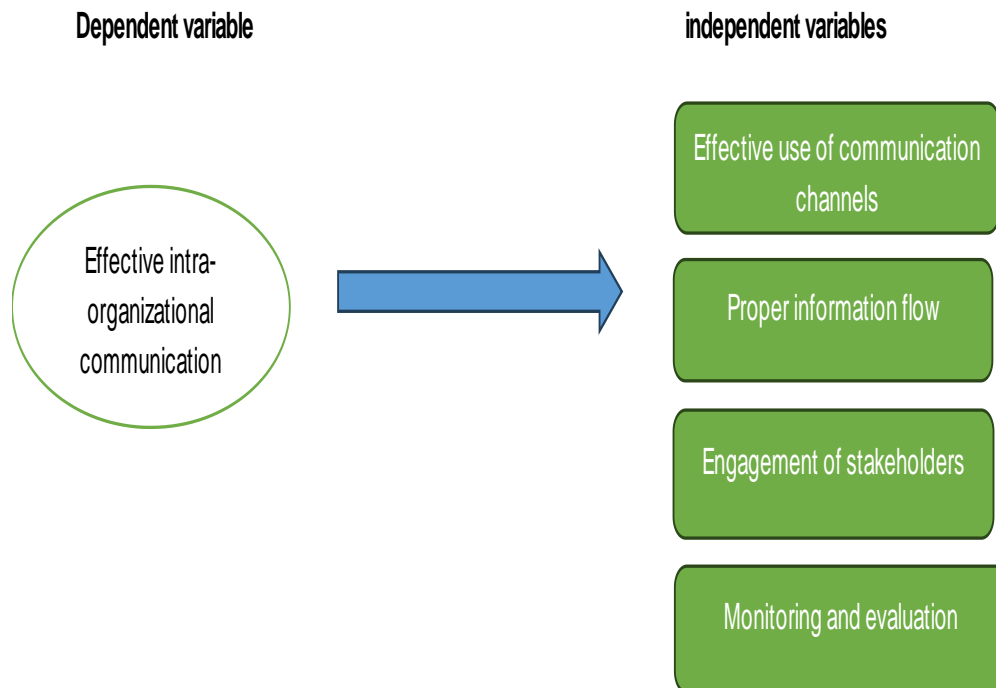 Dependent variable
independent variables
Effective intra-
organizational
communication
Effective use of communication
channels
Proper information flow
Engagement of stakeholders
Monitoring and evaluation